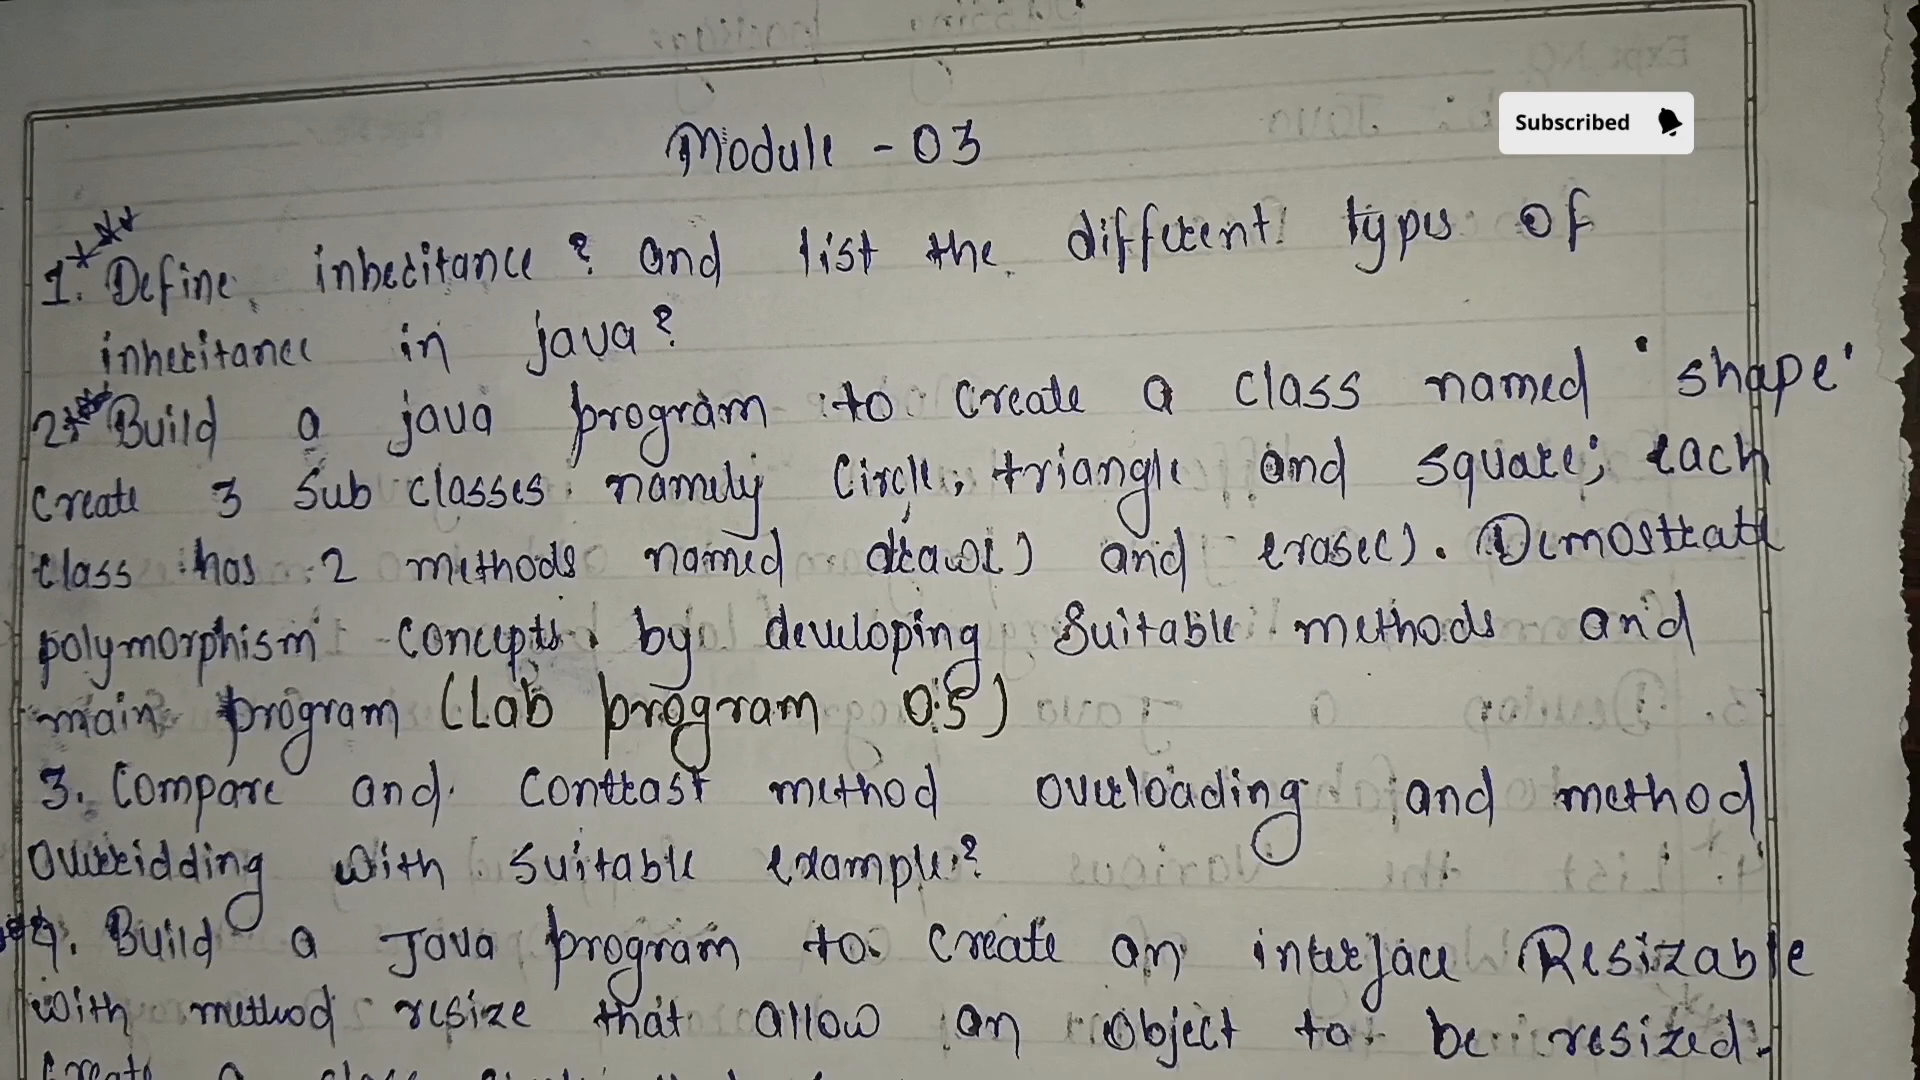 Module - 03
Subscribed
1. Define inheritance? and list the different types of
inheritance in java?
2. Build a java program to create a class named 'shape'
create 3 sub classes namely circle, triangle and square; each
class has 2 methods named draw() and erase(). Demostrate
polymorphism concepts by developing suitable methods and
main program (Lab program 05)
3. Compare and contrast method overloading and method
overridding with suitable example?
4. Build a Java program to create an interface Resizable
with method resize that allow an object to be resized.
Create a class